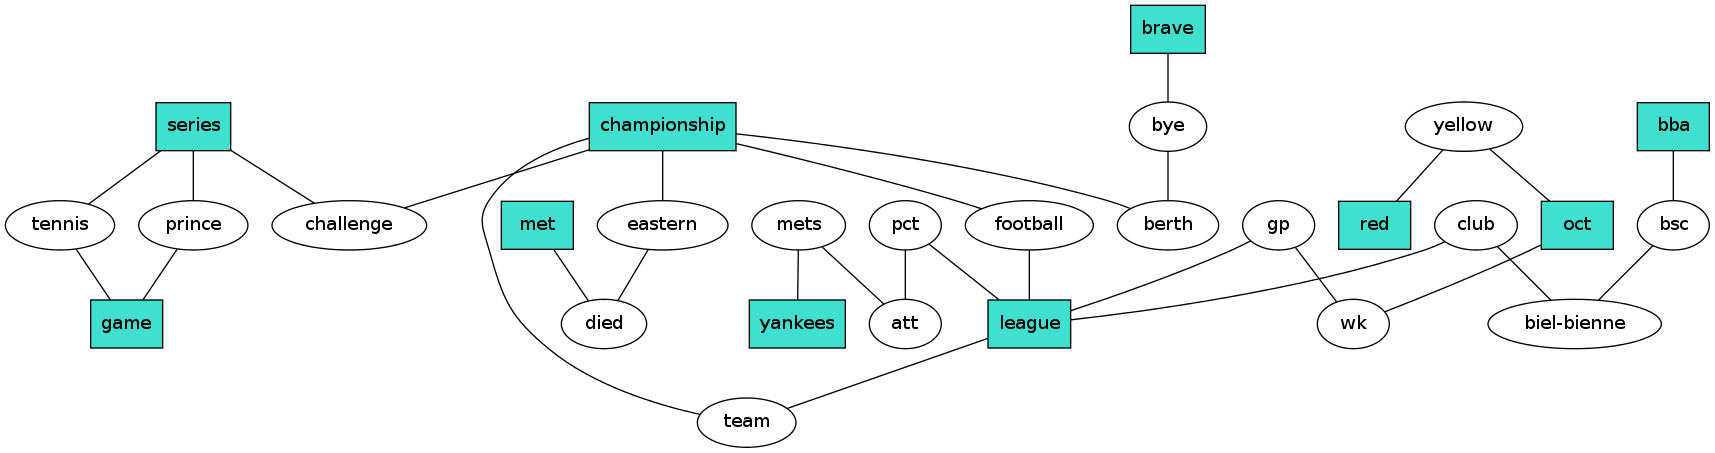 brave
series
championship
bye
yellow
bba
tennis
prince
challenge
met
eastern
mets
pct
football
berth
gp
red
club
oct
bsc
game
died
yankees
att
league
wk
biel-bienne
team